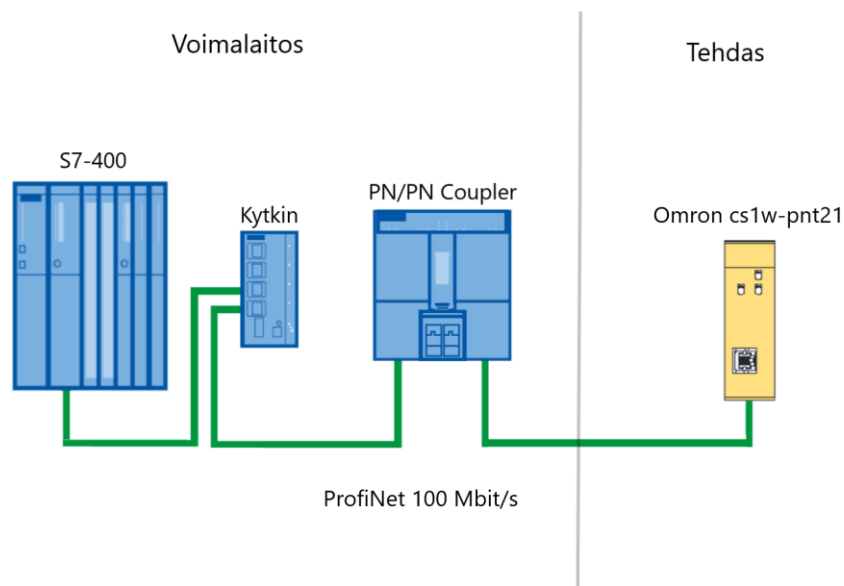 Voimalaitos
Tehdas
S7-400
Kytkin
PN/PN Coupler
Omron cs1w-pnt21
ProfiNet 100 Mbit/s